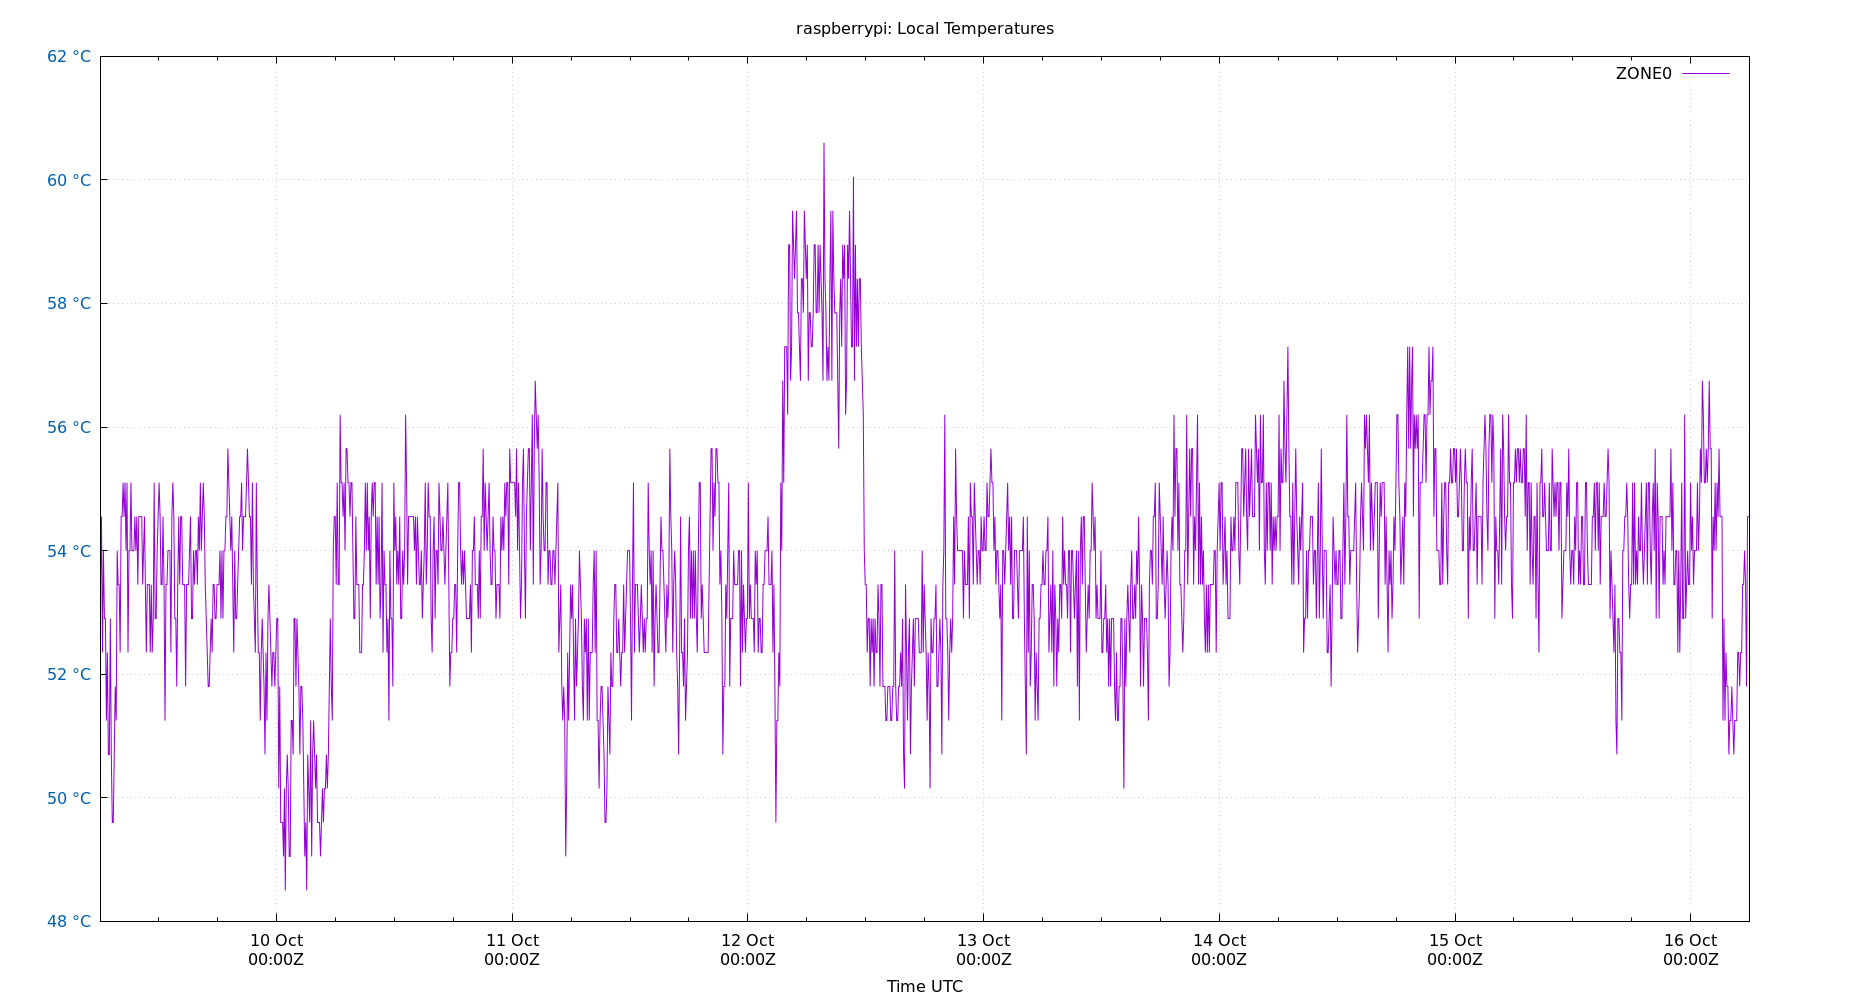 raspberrypi: Local Temperatures
62 °C
ZONE0
60 °C
58 °C
56 °C
54 °C
52 °C
50 °C
48 °C
10 Oct 11 Oct 12 Oct 13 Oct 14 Oct 15 Oct 16 Oct
00:00Z 00:00Z 00:00Z 00:00Z 00:00Z 00:00Z 00:00Z
Time UTC